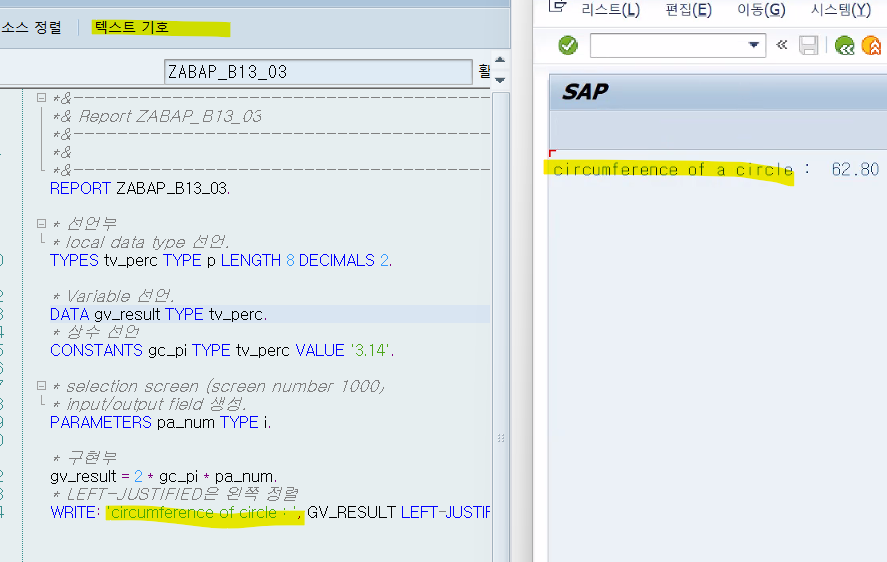 소스 정렬 텍스트 기호
ZABAP_B13_03 활
*&---------------------------------------------------------------------
*& Report ZABAP_B13_03
*&---------------------------------------------------------------------
*&
*&---------------------------------------------------------------------
REPORT ZABAP_B13_03.
* 선언부
* local data type 선언.
TYPES tv_perc TYPE p LENGTH 8 DECIMALS 2.
* Variable 선언.
DATA gv_result TYPE tv_perc.
* 상수 선언
CONSTANTS gc_pi TYPE tv_perc VALUE '3.14'.
* selection screen (screen number 1000)
* input/output field 생성.
PARAMETERS pa_num TYPE i.
* 구현부
gv_result = 2 * gc_pi * pa_num.
* LEFT-JUSTIFIED은 왼쪽 정렬
WRITE: 'circumference of circle : ', GV_RESULT LEFT-JUSTIF
리스트(L) 편집(E) 이동(G) 시스템(Y)
SAP
circumference of a circle : 62.80